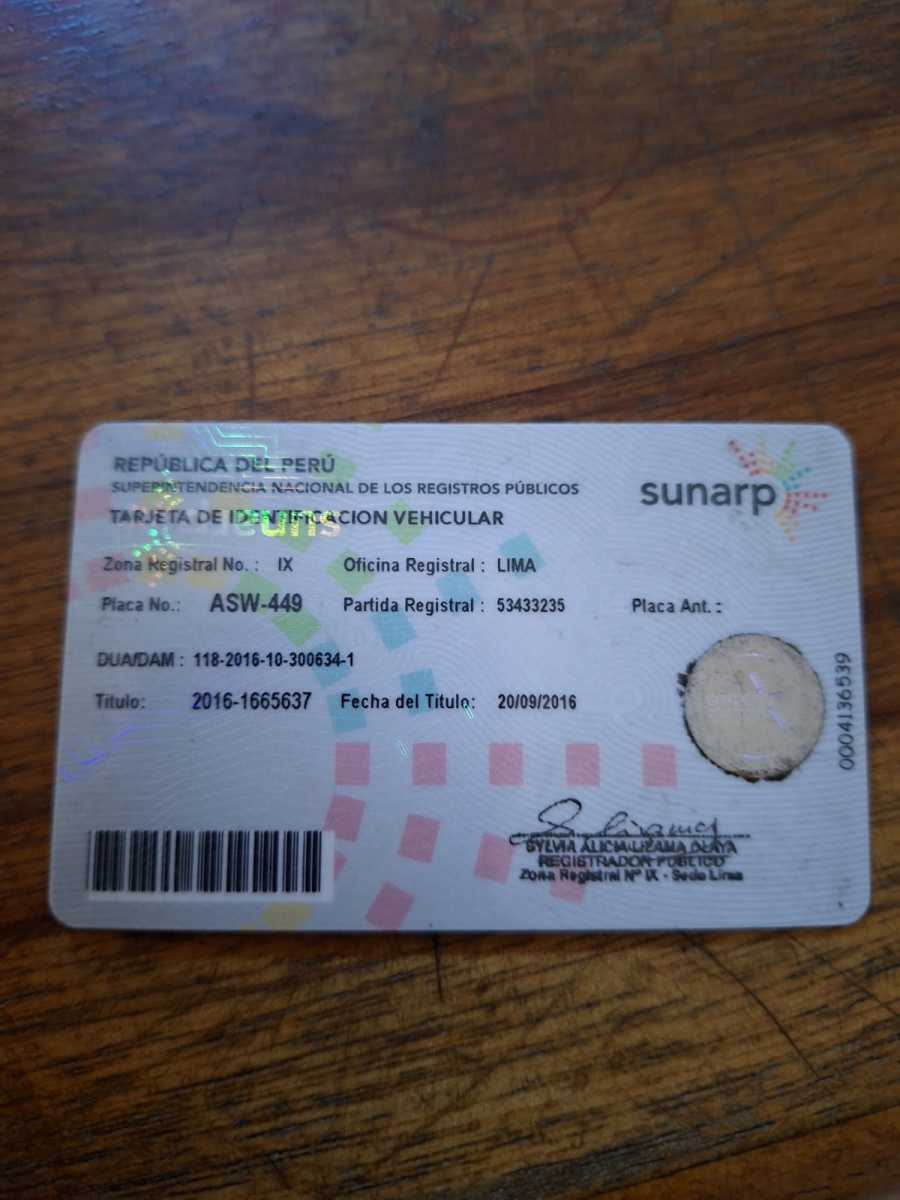 REPÚBLICA DEL PERÚ
SUPERINTENDENCIA NACIONAL DE LOS REGISTROS PÚBLICOS
sunarp
TARJETA DE IDENTIFICACION VEHICULAR
Zona Registral No. : IX Oficina Registral : LIMA
Placa No.: ASW-449 Partida Registral : 53433235 Placa Ant. :
DUA/DAM : 118-2016-10-300634-1
Titulo: 2016-1665637 Fecha del Titulo: 20/09/2016
0004136539
SYLVIA ALICIA LIZAMA OLAYA
REGISTRADOR PUBLICO
Zona Registral Nº IX - Sede Lima